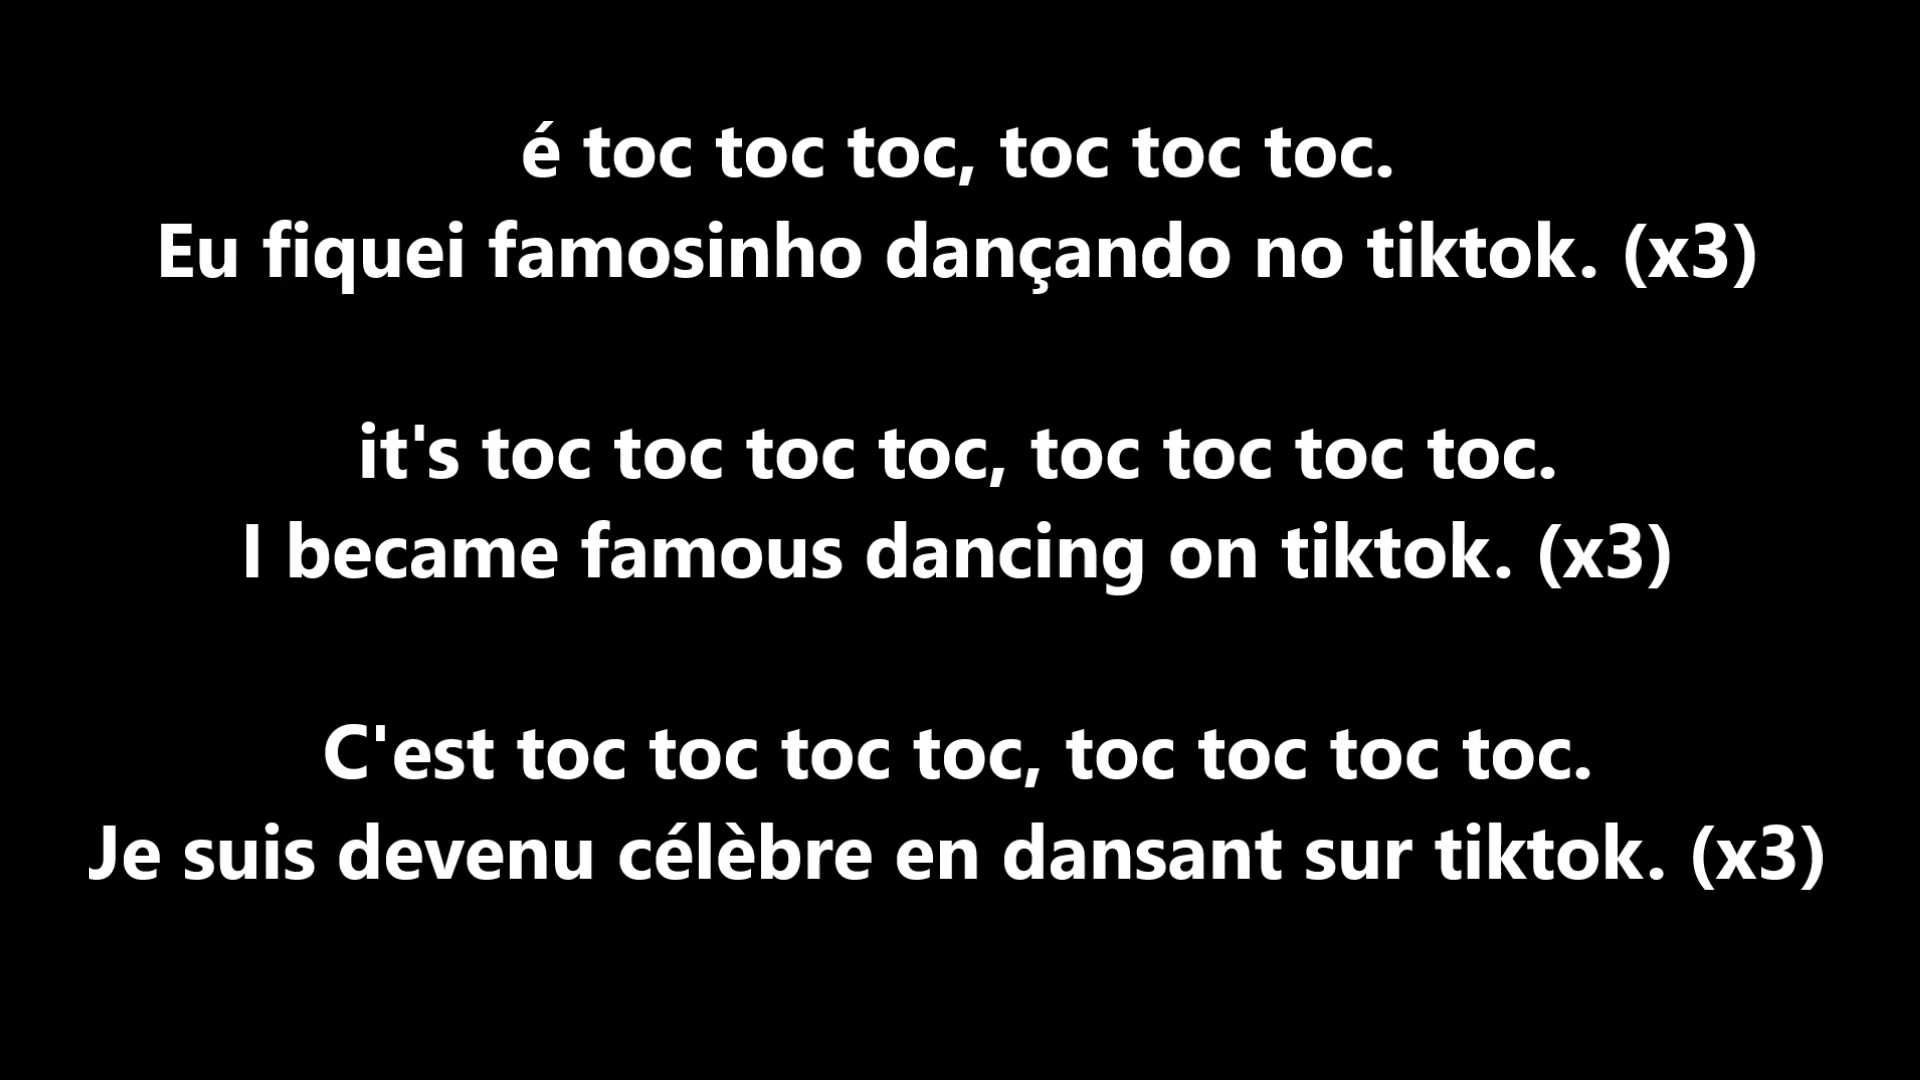 é toc toc toc, toc toc toc.
Eu fiquei famosinho dançando no tiktok. (x3)
it's toc toc toc toc, toc toc toc toc.
I became famous dancing on tiktok. (x3)
C'est toc toc toc toc, toc toc toc toc.
Je suis devenu célèbre en dansant sur tiktok. (x3)